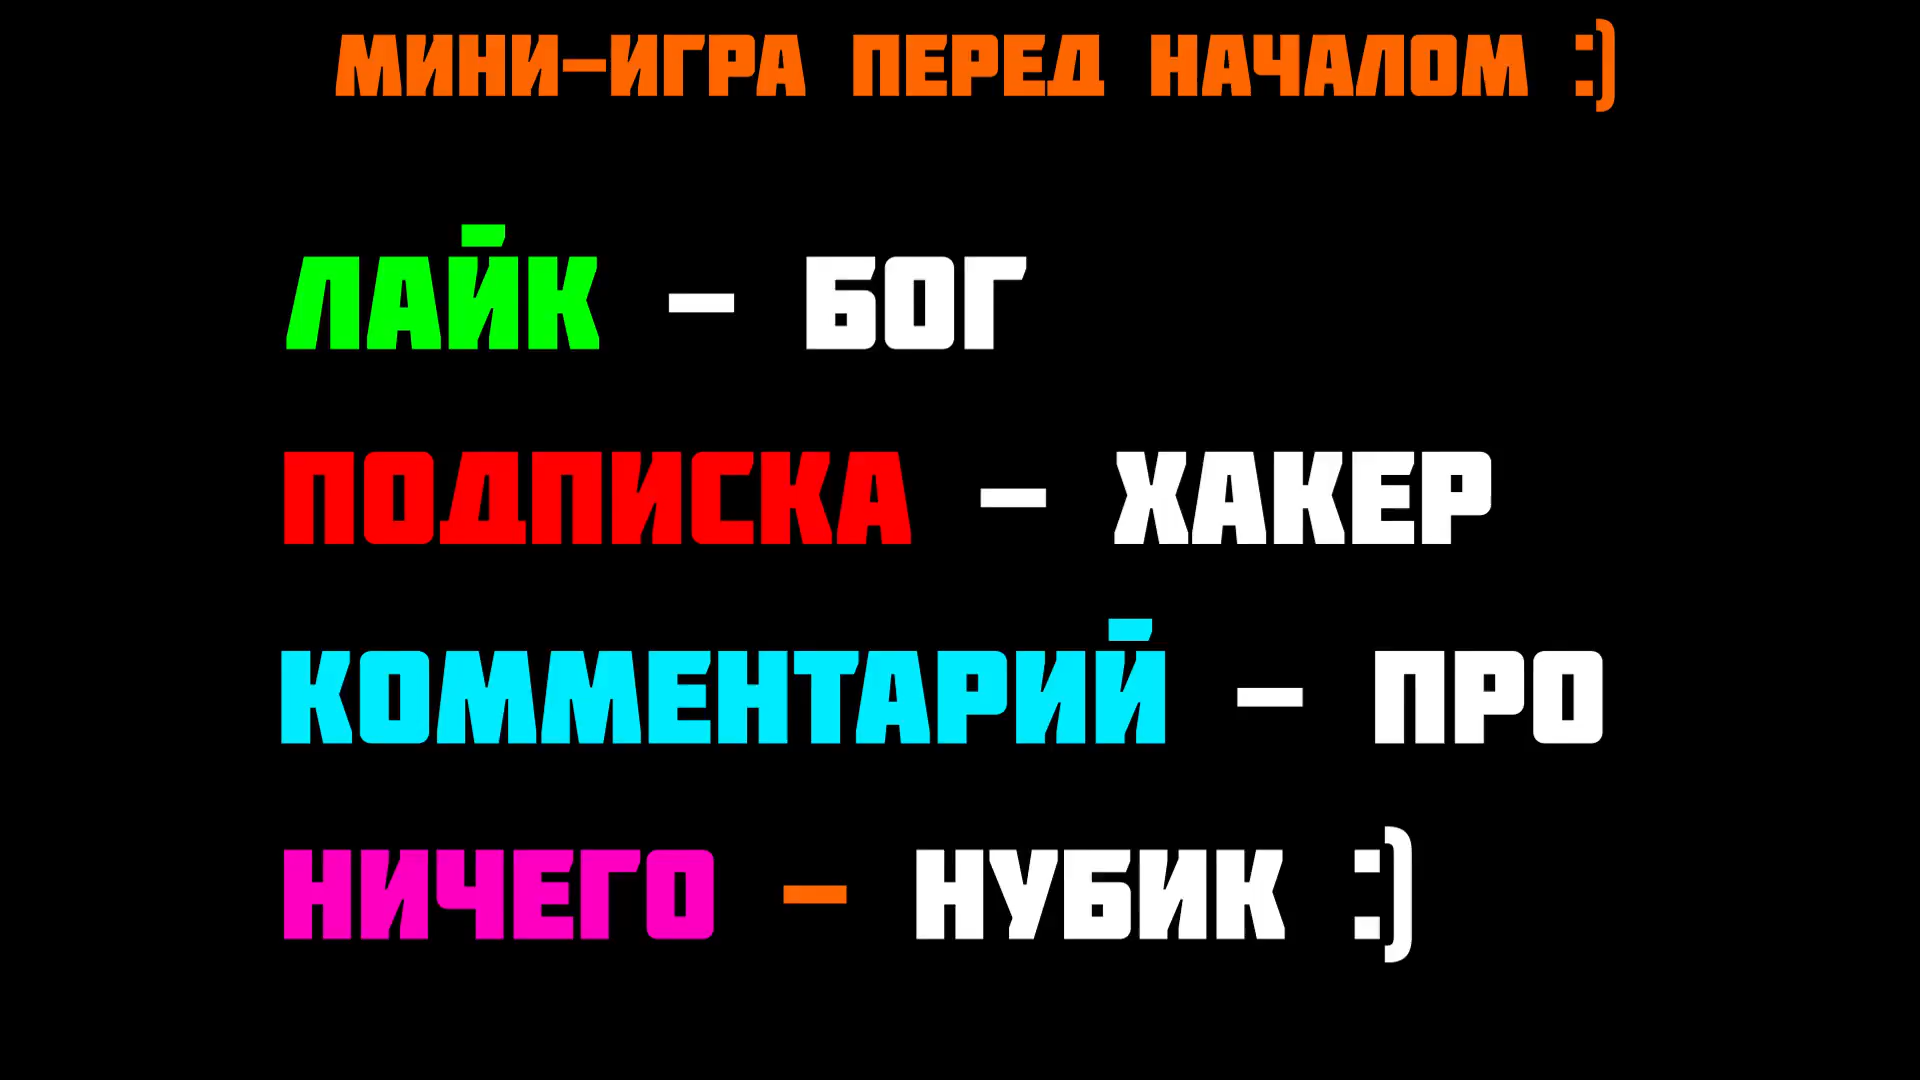 МИНИ-ИГРА ПЕРЕД НАЧАЛОМ :)
ЛАЙК - БОГ
ПОДПИСКА - ХАКЕР
КОММЕНТАРИЙ - ПРО
НИЧЕГО - НУБИК :)